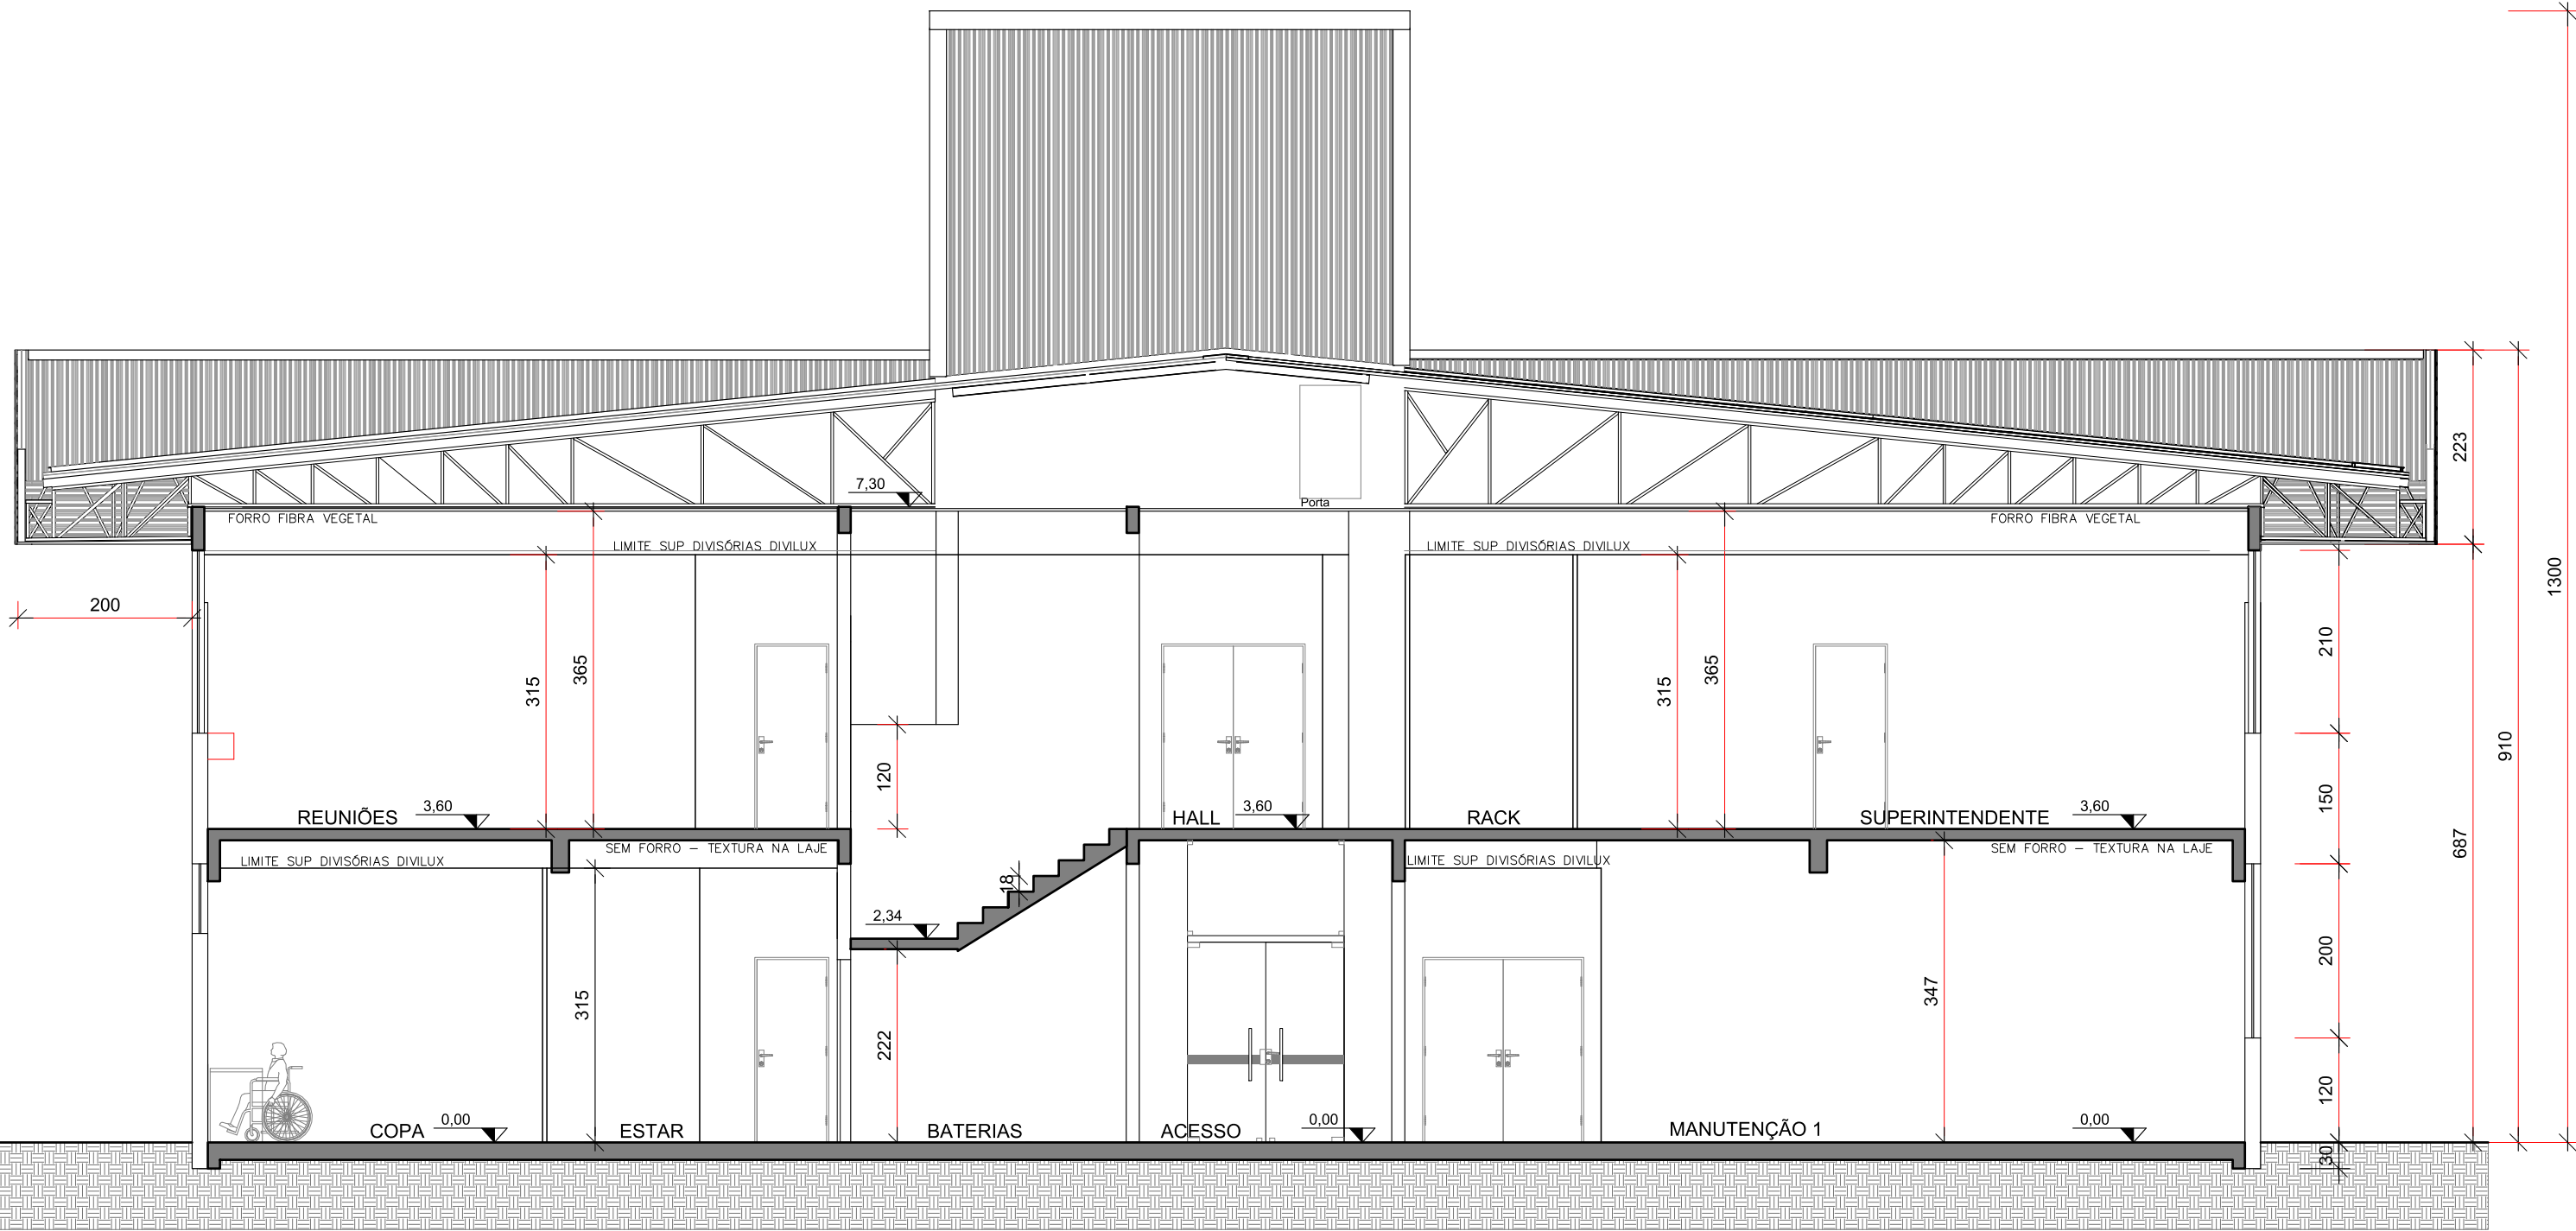 7,30
Porta
FORRO FIBRA VEGETAL
FORRO FIBRA VEGETAL
LIMITE SUP DIVISÓRIAS DIVILUX
LIMITE SUP DIVISÓRIAS DIVILUX
223
1300
200
210
315
365
315
365
910
120
150
REUNIÕES
3,60
HALL
3,60
RACK
SUPERINTENDENTE
3,60
SEM FORRO – TEXTURA NA LAJE
SEM FORRO – TEXTURA NA LAJE
LIMITE SUP DIVISÓRIAS DIVILUX
LIMITE SUP DIVISÓRIAS DIVILUX
687
18
2,34
200
315
347
222
120
COPA
0,00
ESTAR
BATERIAS
ACESSO
0,00
MANUTENÇÃO 1
0,00
30